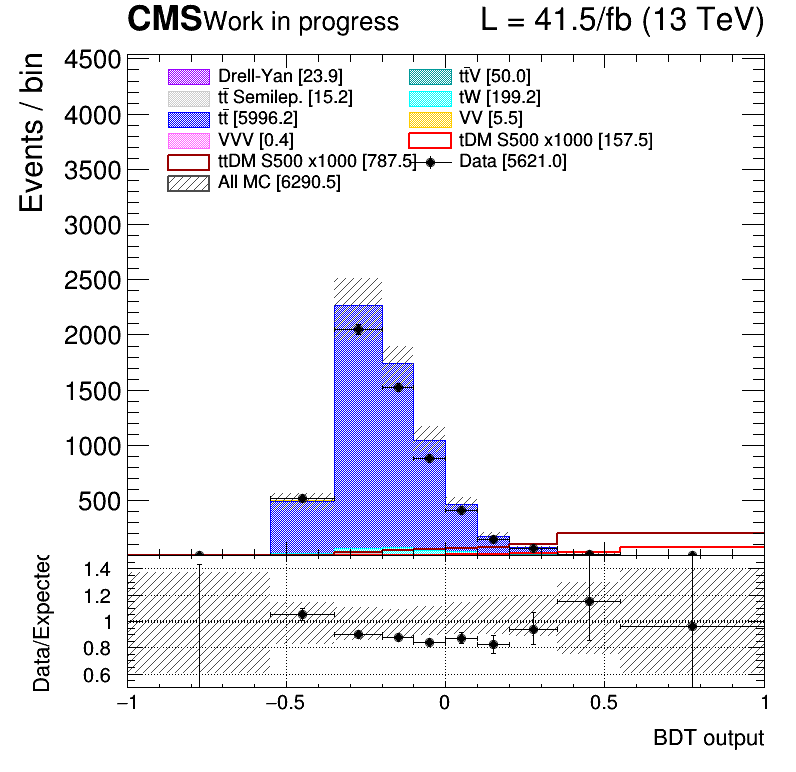 CMS Work in progress L = 41.5/fb (13 TeV)
Events / bin
4500
4000
3500
3000
2500
2000
1500
1000
500
Drell-Yan [23.9] tt̄V [50.0]
tt̄ Semilep. [15.2] tW [199.2]
tt̄ [5996.2] VV [5.5]
VVV [0.4] tDM S500 x1000 [157.5]
ttDM S500 x1000 [787.5] Data [5621.0]
All MC [6290.5]
Data/Expected
1.4
1.2
1
0.8
0.6
−1 −0.5 0 0.5 1
BDT output